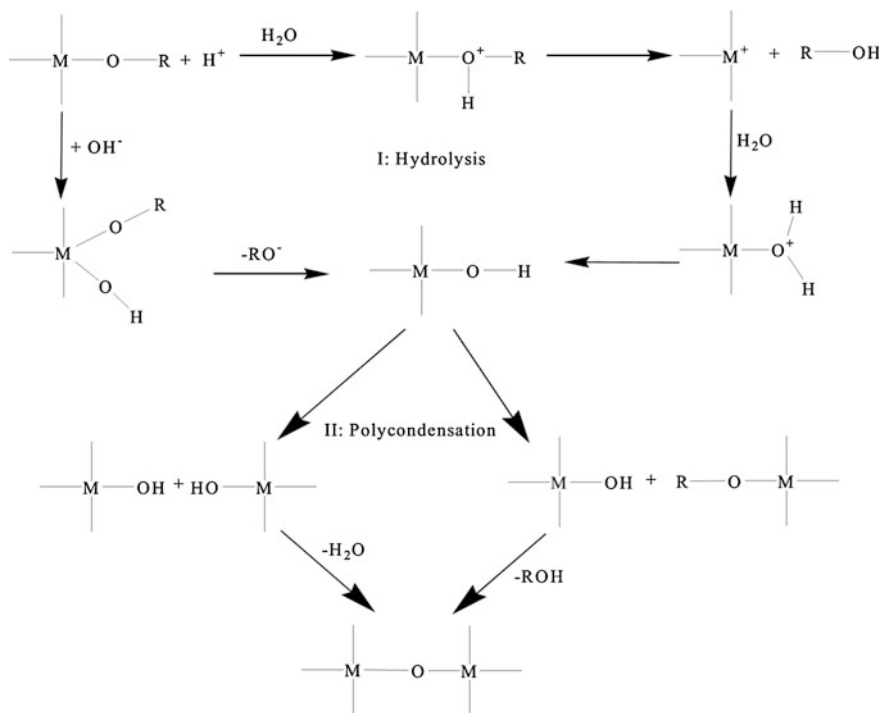 M O R + H⁺
H₂O
M O⁺ R
H
M⁺ + R OH
+ OH⁻
I: Hydrolysis
H₂O
M O R
O H
-RO⁻
M O H
M O⁺ H
H
II: Polycondensation
M OH + HO M
M OH + R O M
-H₂O
-ROH
M O M